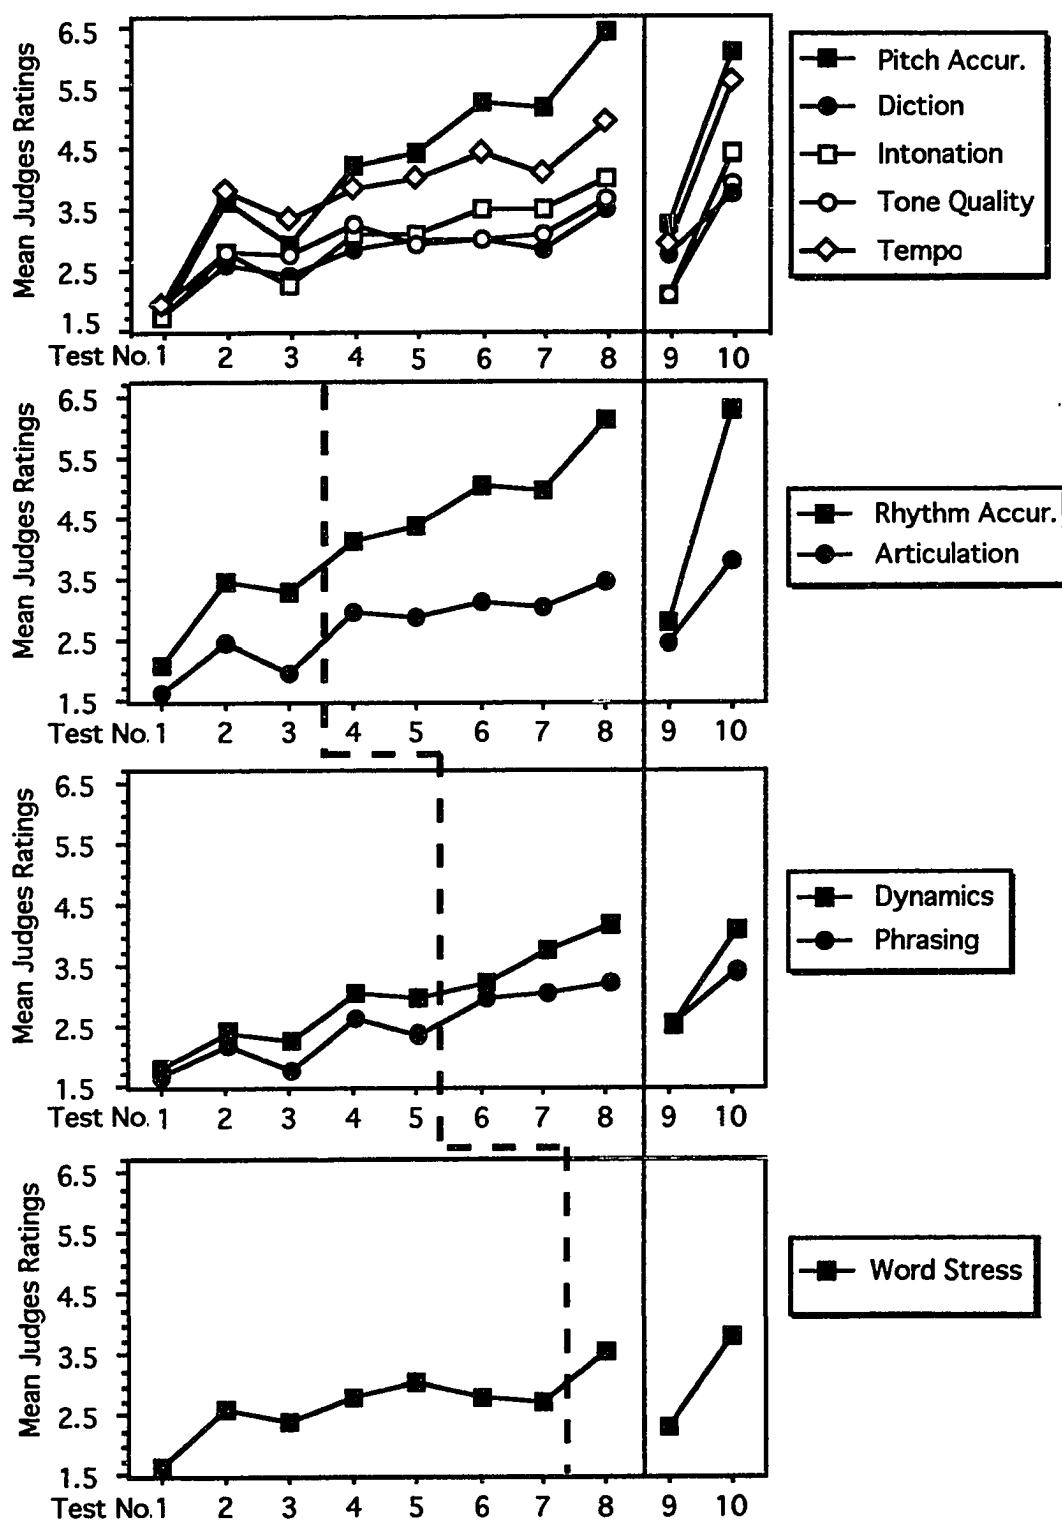 Mean Judges Ratings
6.5
5.5
4.5
3.5
2.5
1.5
Test No. 1 2 3 4 5 6 7 8 9 10
Pitch Accur.
Diction
Intonation
Tone Quality
Tempo
Mean Judges Ratings
6.5
5.5
4.5
3.5
2.5
1.5
Test No. 1 2 3 4 5 6 7 8 9 10
Rhythm Accur.
Articulation
Mean Judges Ratings
6.5
5.5
4.5
3.5
2.5
1.5
Test No. 1 2 3 4 5 6 7 8 9 10
Dynamics
Phrasing
Mean Judges Ratings
6.5
5.5
4.5
3.5
2.5
1.5
Test No. 1 2 3 4 5 6 7 8 9 10
Word Stress